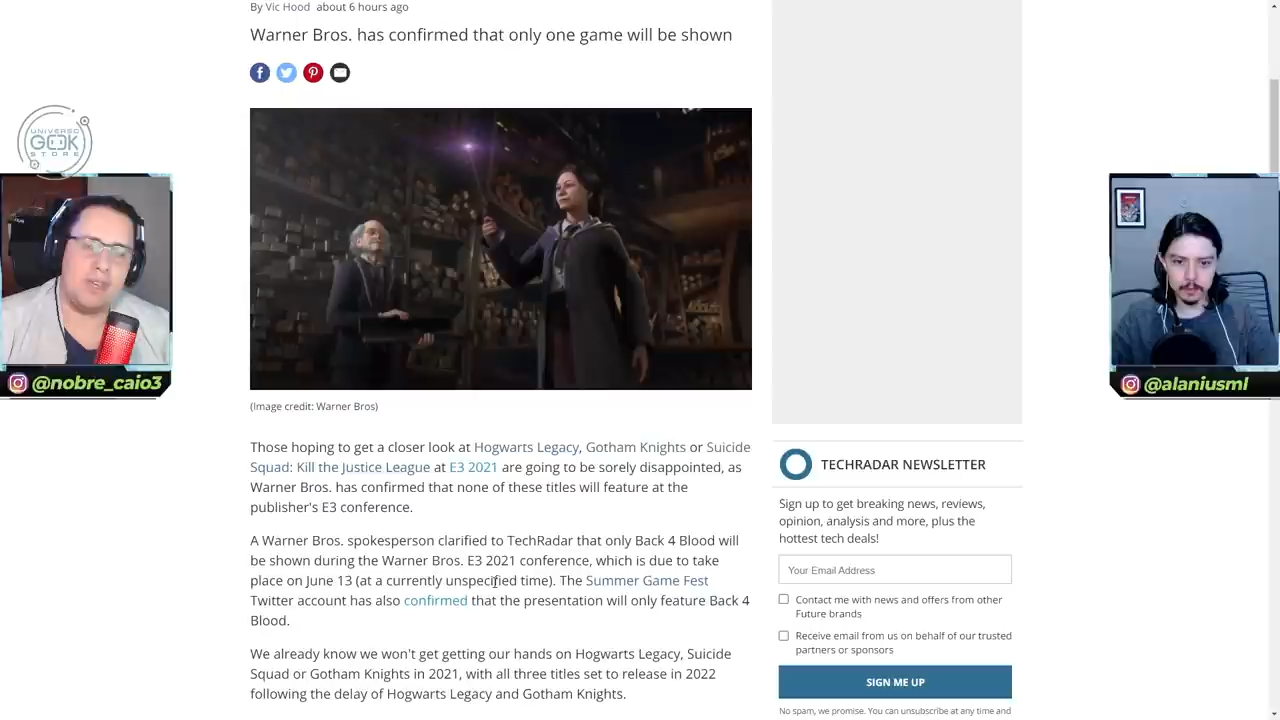 By Vic Hood about 6 hours ago
Warner Bros. has confirmed that only one game will be shown
UNIVERSO
GEEK
STORE
@nobre_caio3
@alaniusml
(Image credit: Warner Bros)
Those hoping to get a closer look at Hogwarts Legacy, Gotham Knights or Suicide
Squad: Kill the Justice League at E3 2021 are going to be sorely disappointed, as
Warner Bros. has confirmed that none of these titles will feature at the
publisher's E3 conference.
A Warner Bros. spokesperson clarified to TechRadar that only Back 4 Blood will
be shown during the Warner Bros. E3 2021 conference, which is due to take
place on June 13 (at a currently unspecified time). The Summer Game Fest
Twitter account has also confirmed that the presentation will only feature Back 4
Blood.
We already know we won't get getting our hands on Hogwarts Legacy, Suicide
Squad or Gotham Knights in 2021, with all three titles set to release in 2022
following the delay of Hogwarts Legacy and Gotham Knights.
TECHRADAR NEWSLETTER
Sign up to get breaking news, reviews,
opinion, analysis and more, plus the
hottest tech deals!
Your Email Address
Contact me with news and offers from other
Future brands
Receive email from us on behalf of our trusted
partners or sponsors
SIGN ME UP
No spam, we promise. You can unsubscribe at any time and